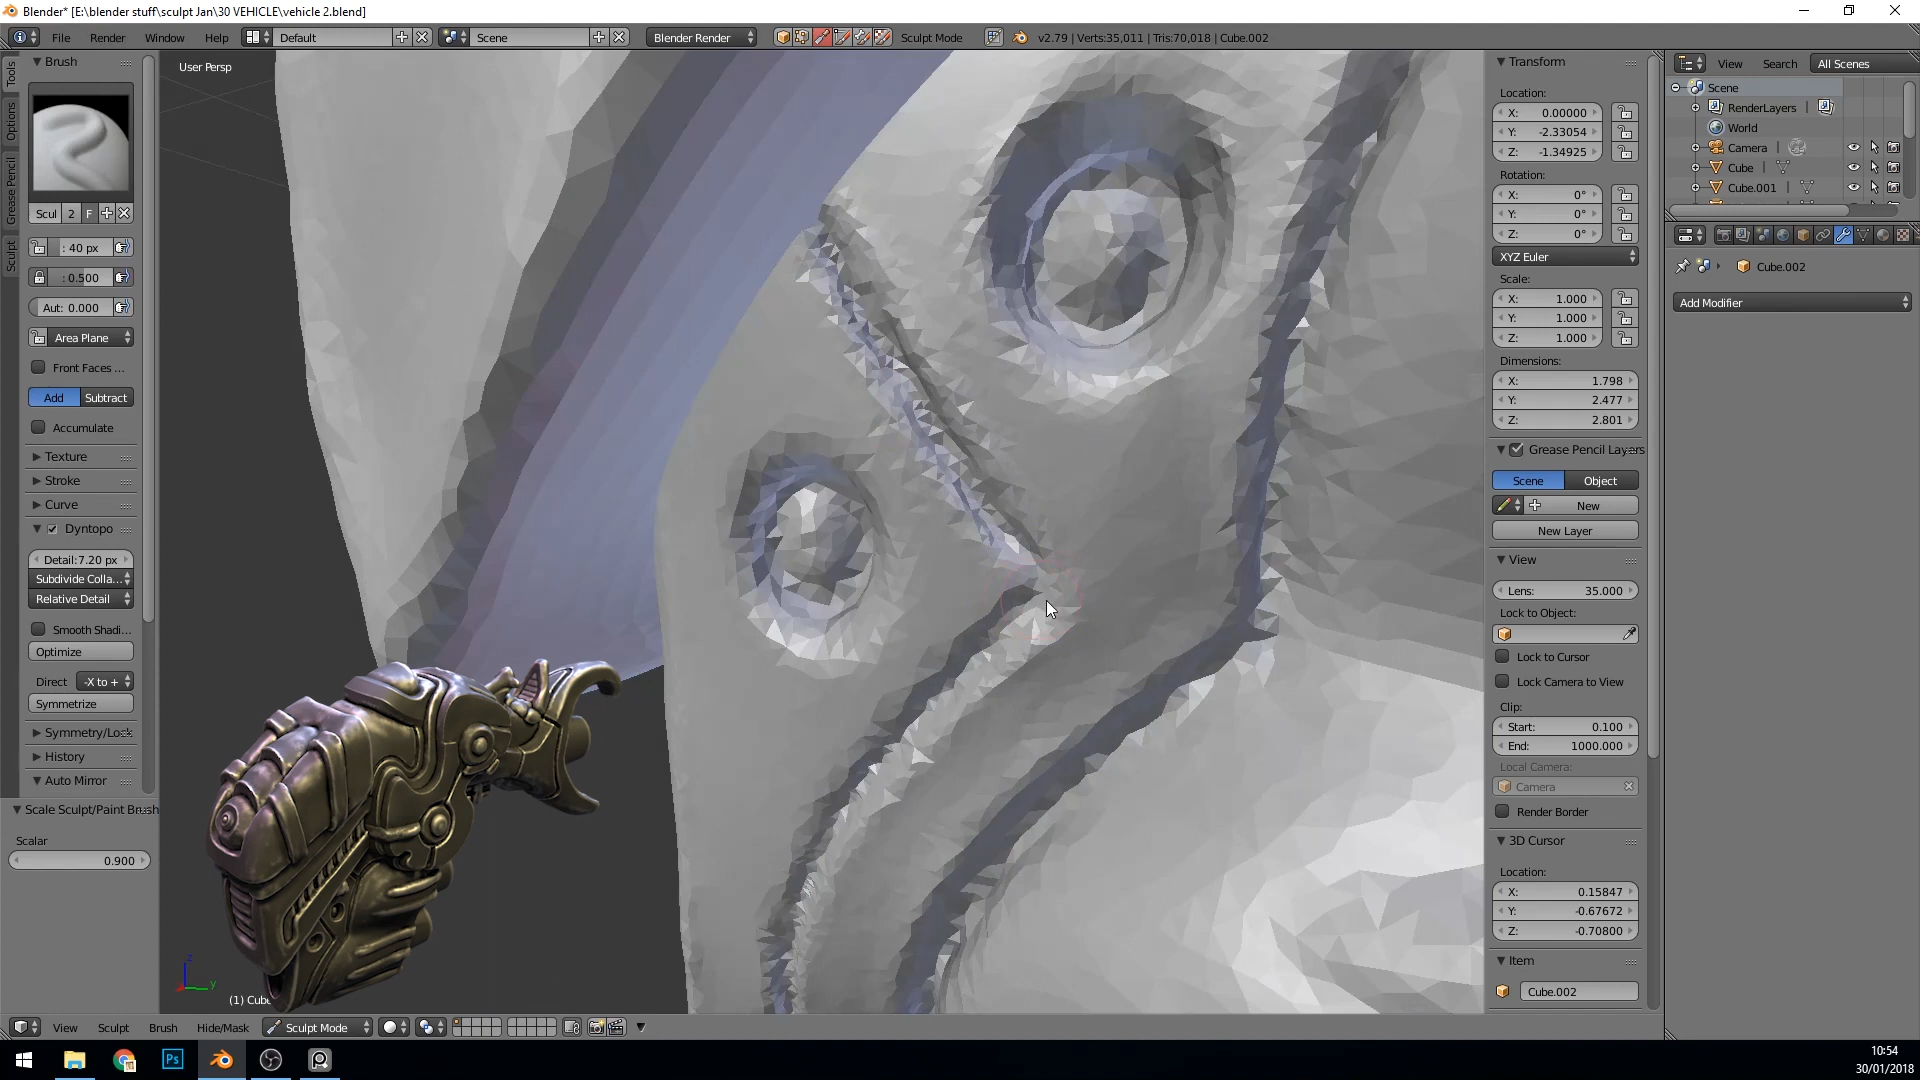 Blender* [E:\blender stuff\sculpt Jan\30 VEHICLE\vehicle 2.blend]
File Render Window Help Default Scene Blender Render Sculpt Mode v2.79 | Verts:35,011 | Tris:70,018 | Cube.002
Tools
Options
Grease Pencil
Sculpt
Brush
Scul 2 F
: 40 px
: 0.500
Aut: 0.000
Area Plane
Front Faces ...
Add Subtract
Accumulate
Texture
Stroke
Curve
Dyntopo
Detail:7.20 px
Subdivide Colla...
Relative Detail
Smooth Shadi...
Optimize
Direct -X to +
Symmetrize
Symmetry/Lock
History
Auto Mirror
Scale Sculpt/Paint Brush
Scalar
0.900
User Persp
z
y
(1) Cube
View Sculpt Brush Hide/Mask Sculpt Mode
Transform
Location:
X: 0.00000
Y: -2.33054
Z: -1.34925
Rotation:
X: 0°
Y: 0°
Z: 0°
XYZ Euler
Scale:
X: 1.000
Y: 1.000
Z: 1.000
Dimensions:
X: 1.798
Y: 2.477
Z: 2.801
Grease Pencil Layers
Scene Object
New
New Layer
View
Lens: 35.000
Lock to Object:
Lock to Cursor
Lock Camera to View
Clip:
Start: 0.100
End: 1000.000
Local Camera:
Camera
Render Border
3D Cursor
Location:
X: 0.15847
Y: -0.67672
Z: -0.70800
Item
Cube.002
View Search All Scenes
Scene
RenderLayers |
World
Camera
Cube
Cube.001
Cube.002
Add Modifier
Ps
10:54
30/01/2018